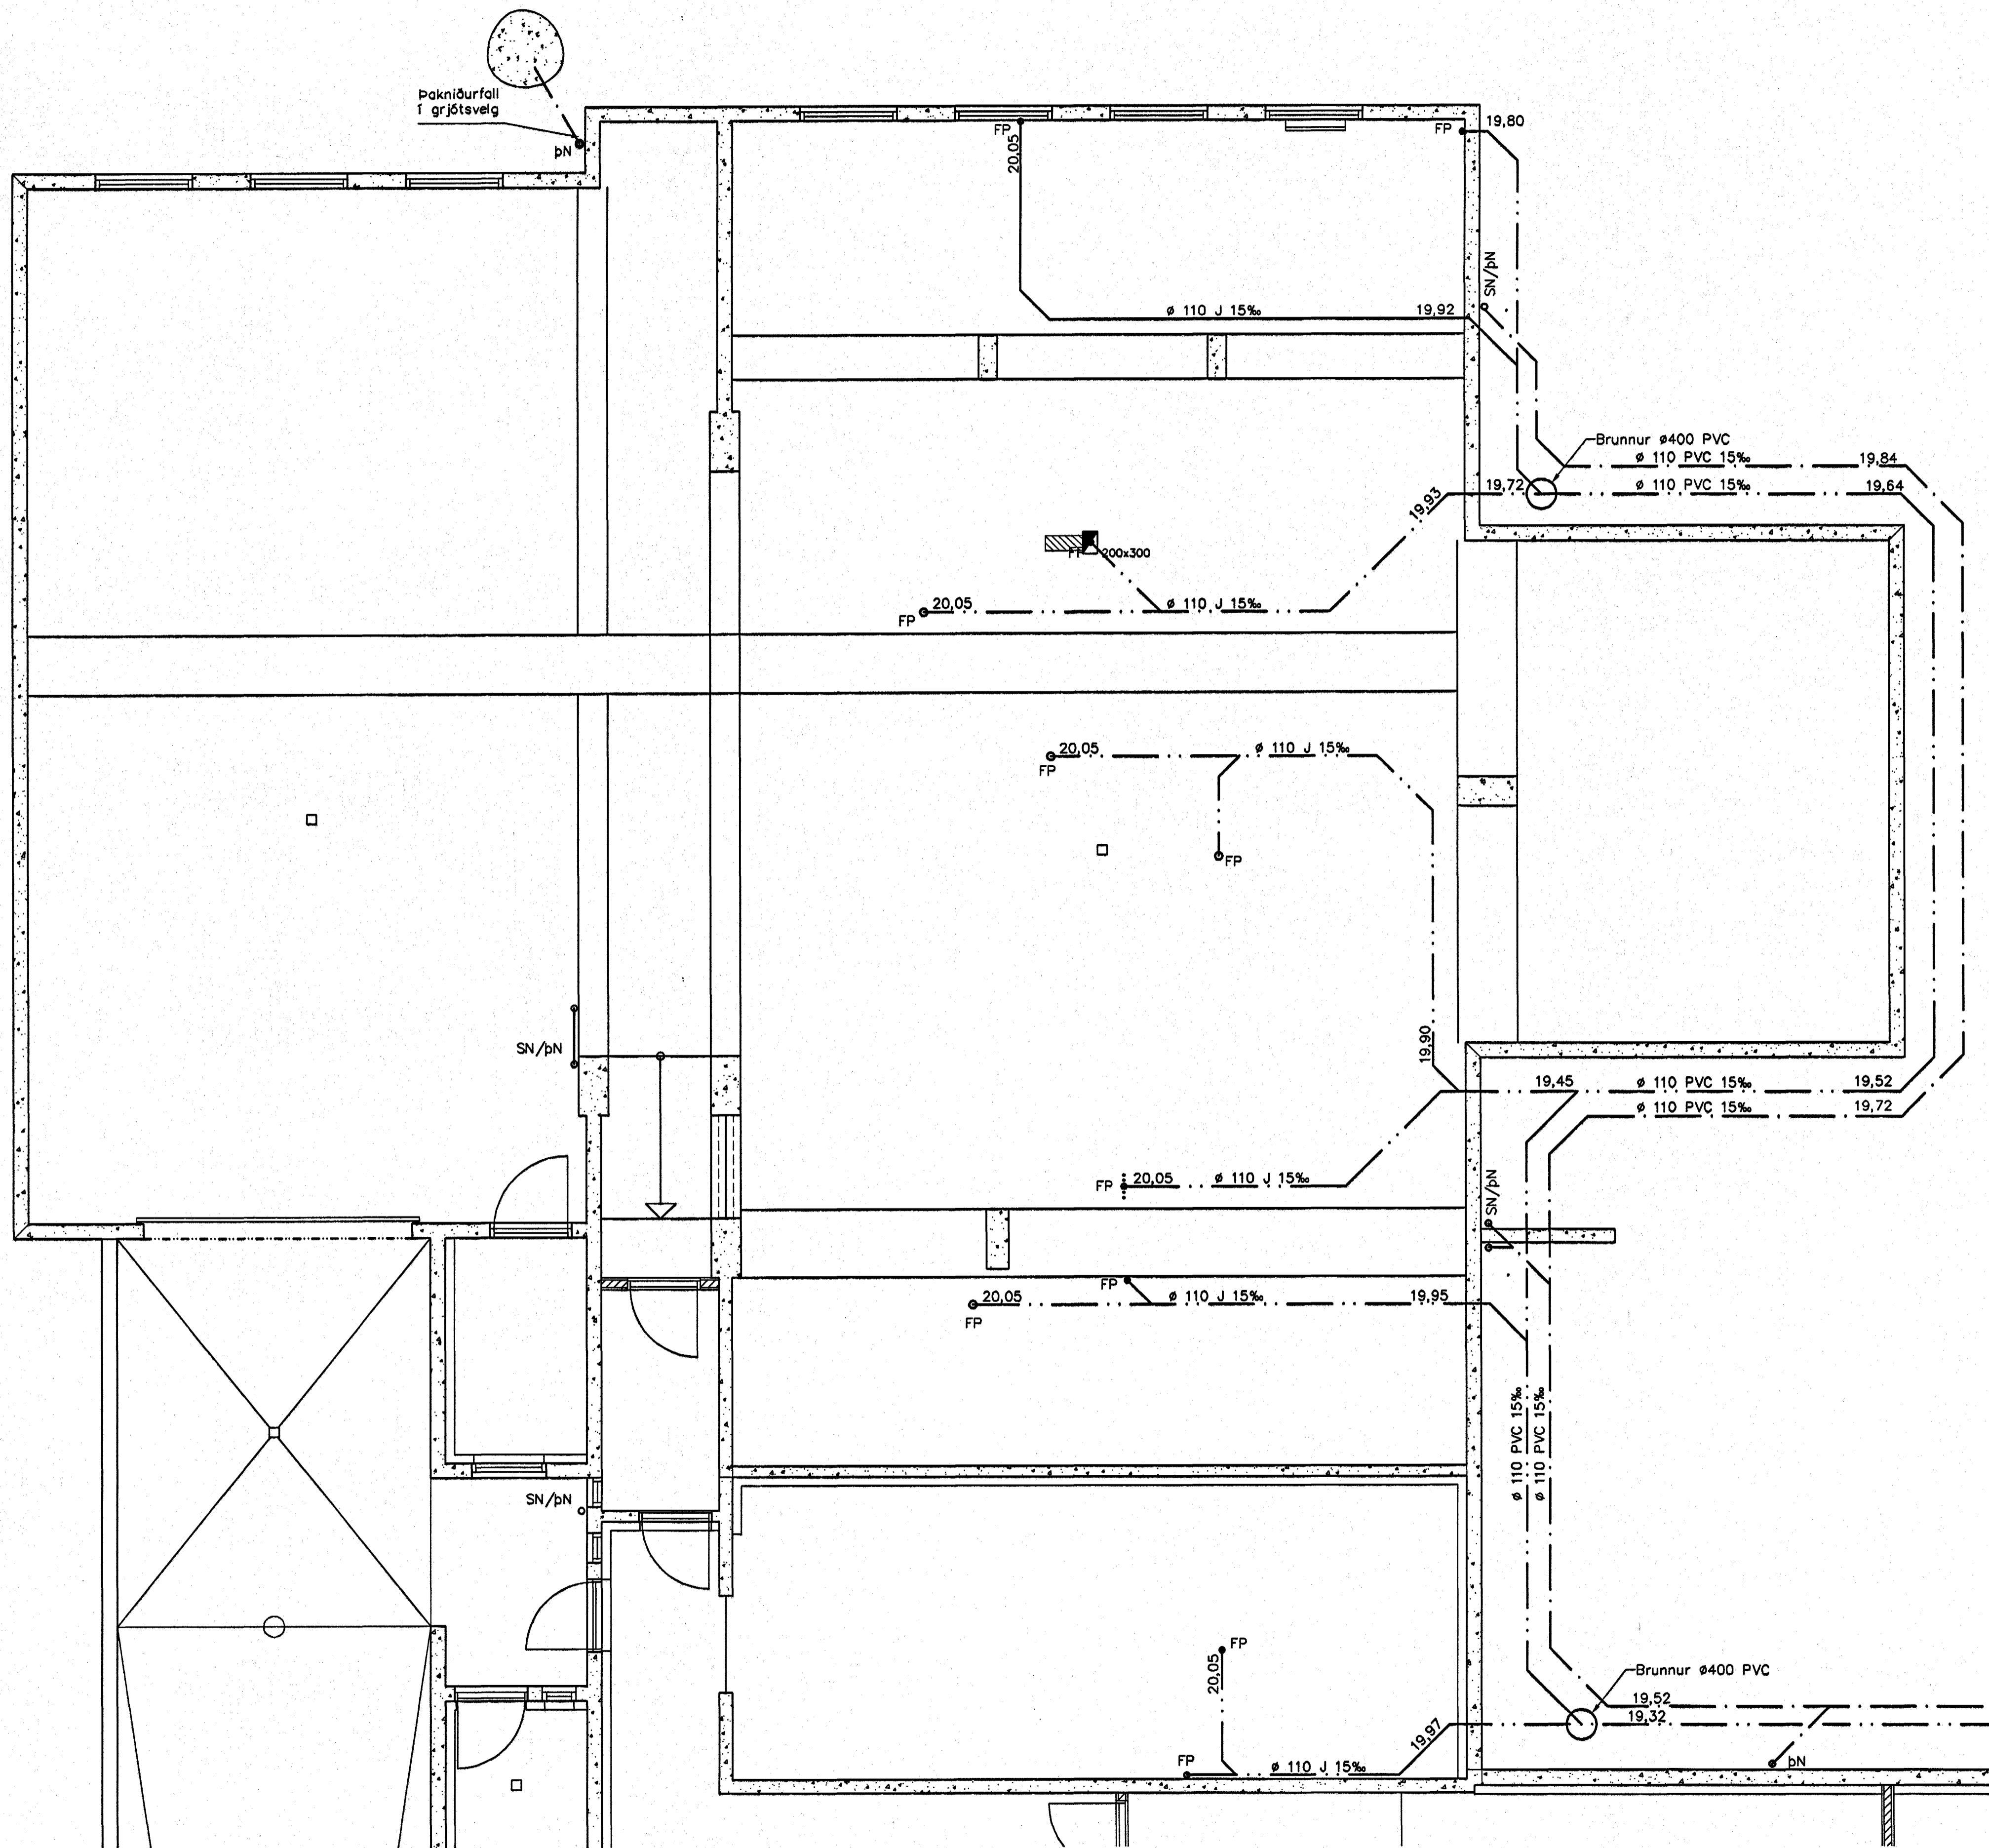 Þakniðurfall
í grjótsvelg
þN
FP
20,05
FP
19,80
SN/þN
ø 110 J 15‰
19,92
Brunnur ø400 PVC
ø 110 PVC 15‰
19,84
19,93
19,72
ø 110 PVC 15‰
19,64
200x300
20,05
ø 110 J 15‰
FP
20,05
ø 110 J 15‰
FP
FP
19,90
SN/þN
19,45
ø 110 PVC 15‰
19,52
ø 110 PVC 15‰
19,72
FP
20,05
ø 110 J 15‰
SN/þN
FP
20,05
ø 110 J 15‰
19,95
FP
ø 110 PVC 15‰
ø 110 PVC 15‰
SN/þN
FP
20,05
Brunnur ø400 PVC
19,52
19,32
19,97
FP
ø 110 J 15‰
þN